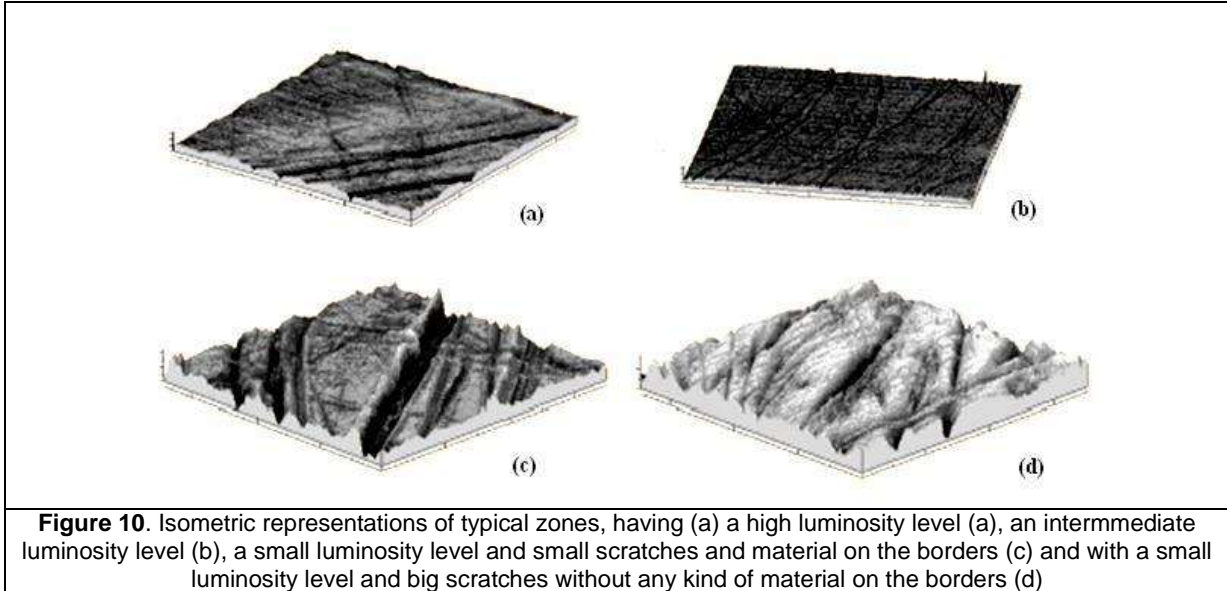 (a)
(b)
(c)
(d)
Figure 10. Isometric representations of typical zones, having (a) a high luminosity level (a), an intermmediate
luminosity level (b), a small luminosity level and small scratches and material on the borders (c) and with a small
luminosity level and big scratches without any kind of material on the borders (d)